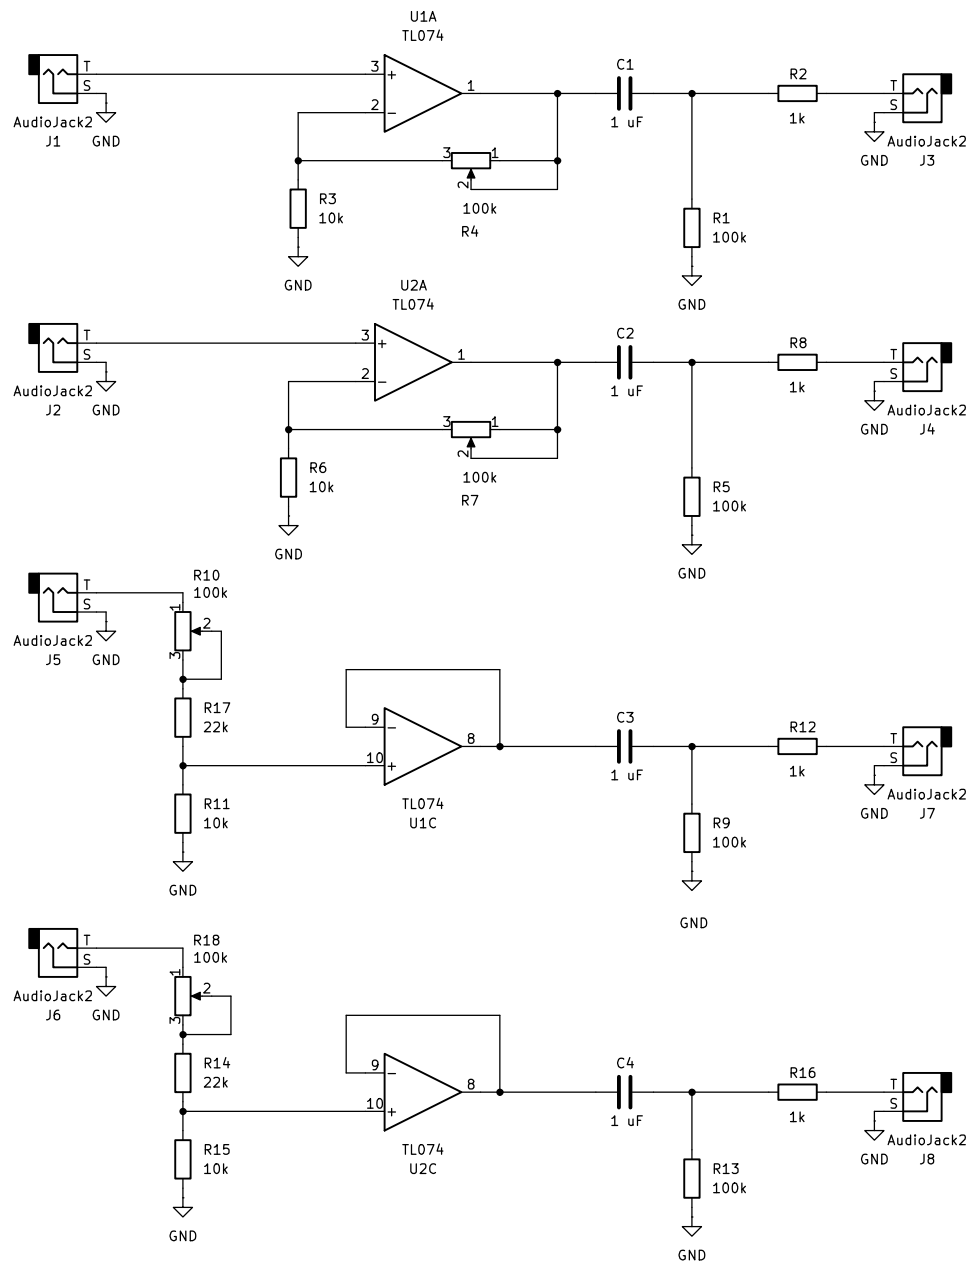 U1A
TL074
T
S
AudioJack2
J1
GND
3
+
2
−
1
3
1
2
100k
R4
R3
10k
GND
C1
1 uF
R1
100k
GND
R2
1k
T
S
GND
AudioJack2
J3
U2A
TL074
T
S
AudioJack2
J2
GND
3
+
2
−
1
3
1
2
100k
R7
R6
10k
GND
C2
1 uF
R5
100k
GND
R8
1k
T
S
GND
AudioJack2
J4
T
S
AudioJack2
J5
GND
R10
100k
1
2
3
R17
22k
R11
10k
GND
9
−
10
+
8
TL074
U1C
C3
1 uF
R9
100k
GND
R12
1k
T
S
GND
AudioJack2
J7
T
S
AudioJack2
J6
GND
R18
100k
1
2
3
R14
22k
R15
10k
GND
9
−
10
+
8
TL074
U2C
C4
1 uF
R13
100k
GND
R16
1k
T
S
GND
AudioJack2
J8